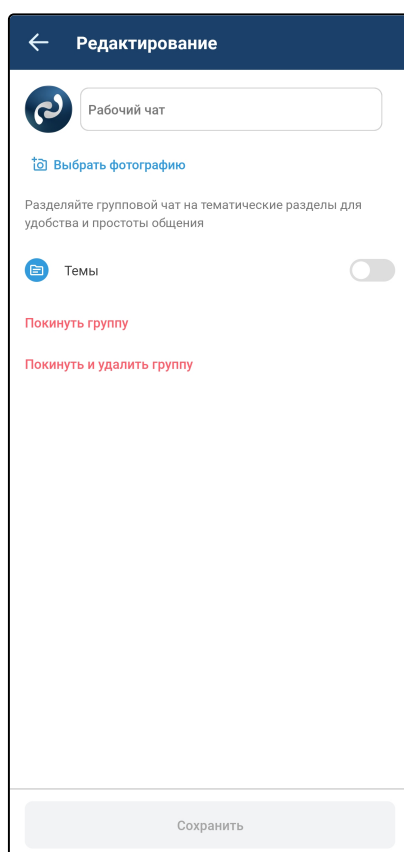 Редактирование
Рабочий чат
Выбрать фотографию
Разделяйте групповой чат на тематические разделы для
удобства и простоты общения
Темы
Покинуть группу
Покинуть и удалить группу
Сохранить